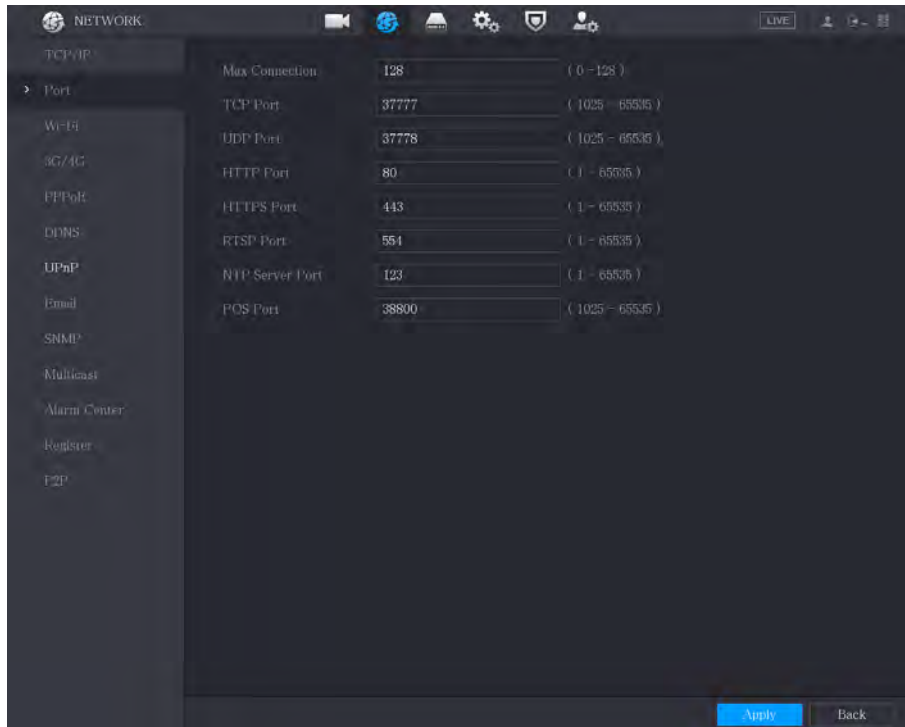 NETWORK
LIVE
TCP/IP
Port
Wi-Fi
3G/4G
PPPoE
DDNS
UPnP
Email
SNMP
Multicast
Alarm Center
Register
P2P
Max Connection 128 ( 0 - 128 )
TCP Port 37777 ( 1025 - 65535 )
UDP Port 37778 ( 1025 - 65535 )
HTTP Port 80 ( 1 - 65535 )
HTTPS Port 443 ( 1 - 65535 )
RTSP Port 554 ( 1 - 65535 )
NTP Server Port 123 ( 1 - 65535 )
POS Port 38800 ( 1025 - 65535 )
Apply
Back